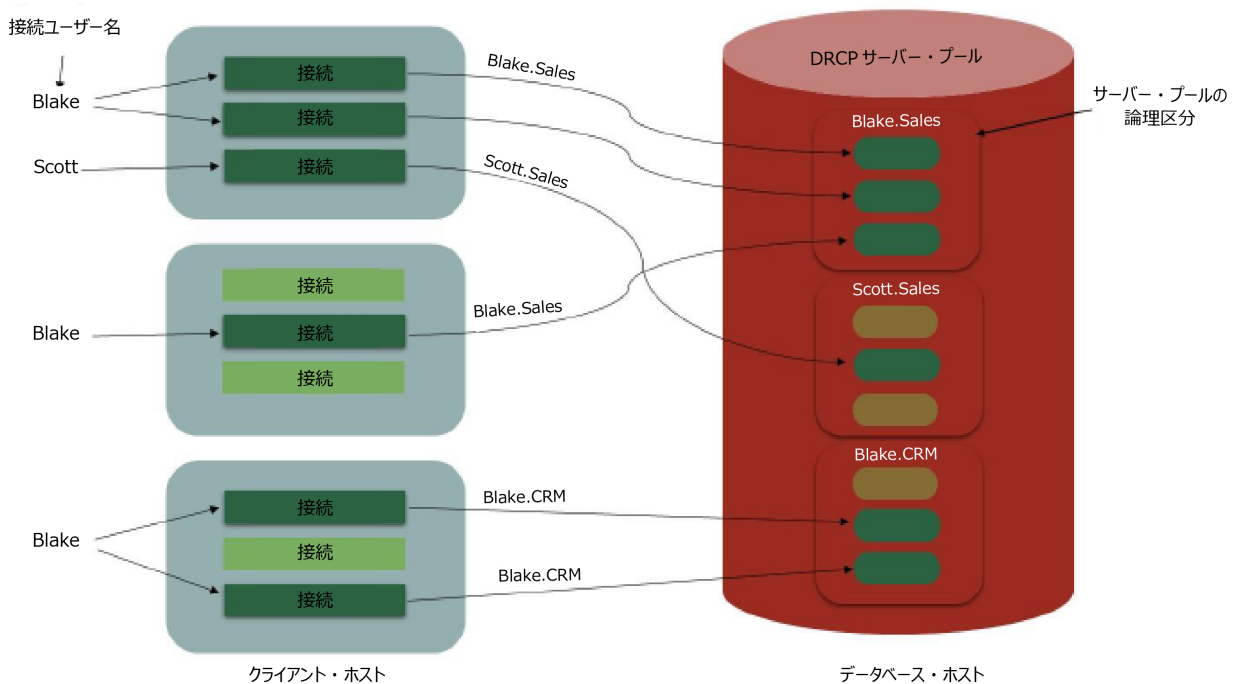 接続ユーザー名
Blake
Scott
接続
接続
接続
Blake.Sales
Scott.Sales
Blake
接続
接続
接続
Blake.Sales
Blake
接続
接続
接続
Blake.CRM
Blake.CRM
クライアント・ホスト
DRCP サーバー・プール
Blake.Sales
Scott.Sales
Blake.CRM
サーバー・プールの
論理区分
データベース・ホスト